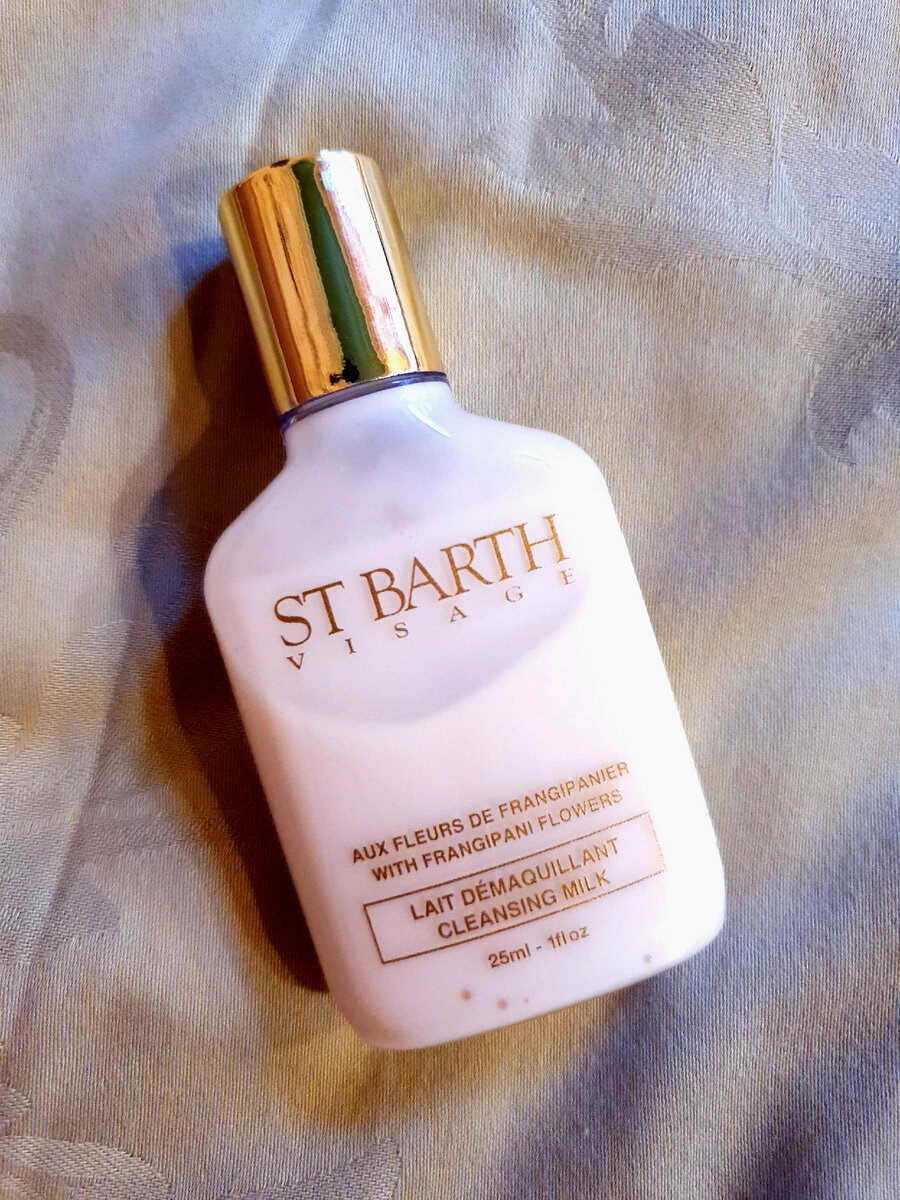 ST BARTH
VISAGE
AUX FLEURS DE FRANGIPANIER
WITH FRANGIPANI FLOWERS
LAIT DÉMAQUILLANT
CLEANSING MILK
25ml - 1fl oz